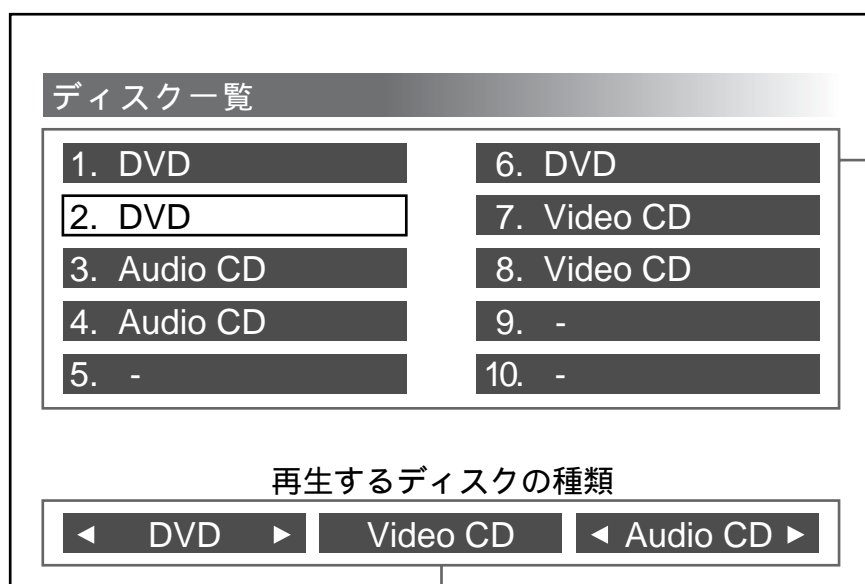 ディスク一覧
1. DVD
2. DVD
3. Audio CD
4. Audio CD
5. -
6. DVD
7. Video CD
8. Video CD
9. -
10. -
再生するディスクの種類
◄ DVD ► Video CD ◄ Audio CD ►